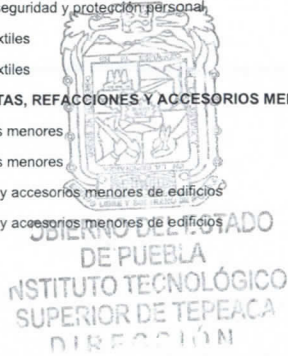 seguridad y protección personal
xtiles
xtiles
TAS, REFACCIONES Y ACCESORIOS ME
s menores
s menores
y accesorios menores de edificios
y accesorios menores de edificios
OBIERNO DEL ESTADO
DE PUEBLA
INSTITUTO TECNOLÓGICO
SUPERIOR DE TEPEACA
DIRECCIÓN